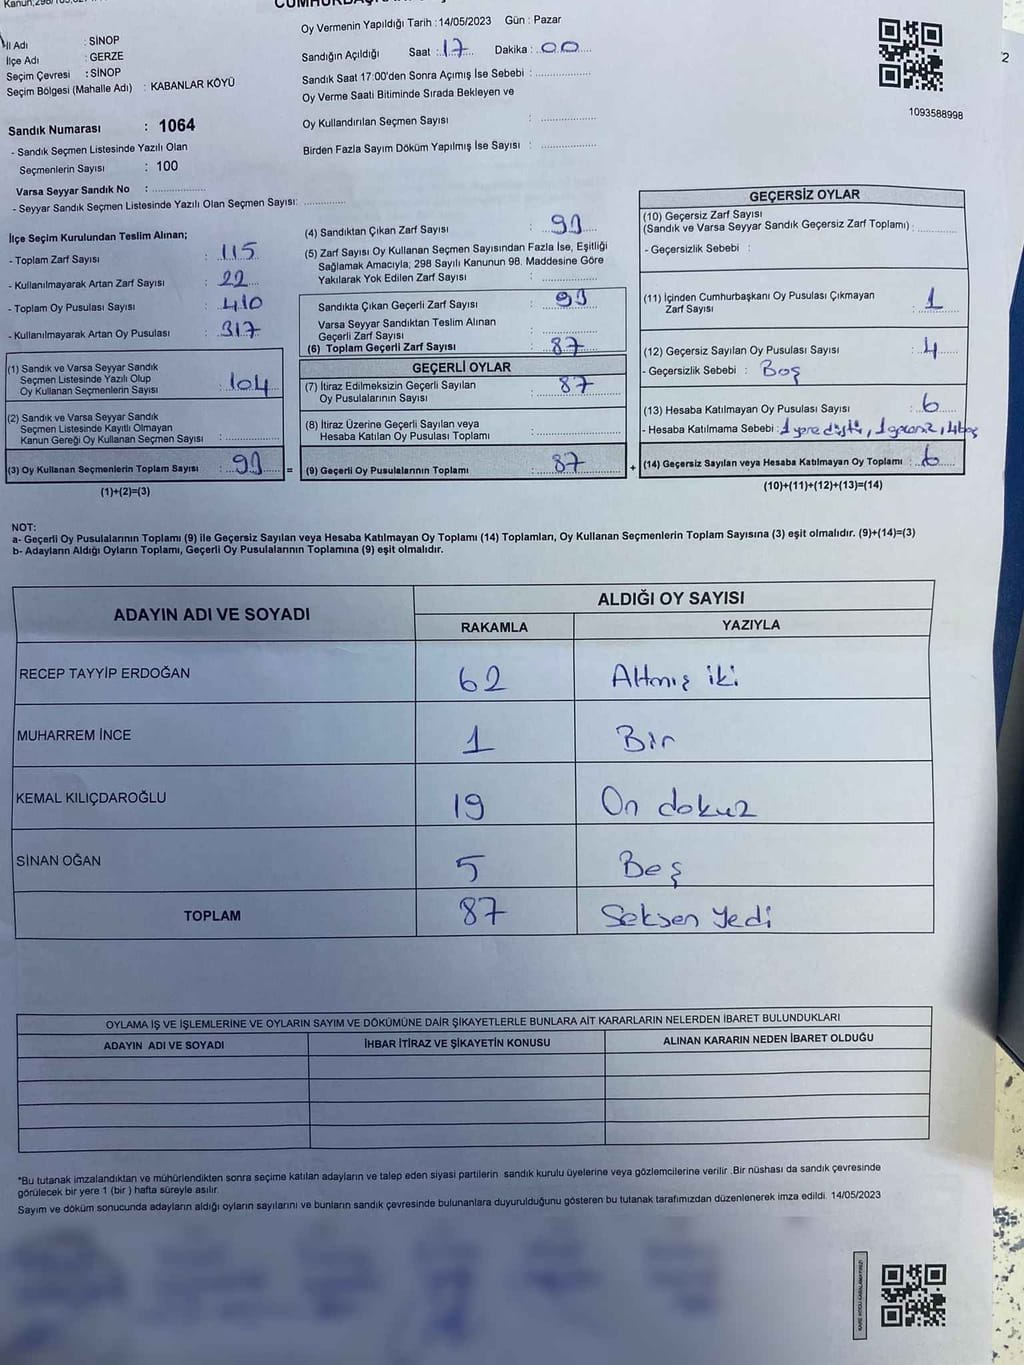 Oy Vermenin Yapıldığı Tarih : 14/05/2023 Gün : Pazar
İl Adı : SİNOP
İlçe Adı : GERZE
Seçim Çevresi : SİNOP
Seçim Bölgesi (Mahalle Adı) : KABANLAR KÖYÜ
Sandığın Açıldığı Saat : 17 Dakika : 00
Sandık Saat 17:00'den Sonra Açımış İse Sebebi :
Oy Verme Saati Bitiminde Sırada Bekleyen ve
Oy Kullandırılan Seçmen Sayısı :
Birden Fazla Sayım Döküm Yapılmış İse Sayısı :
1093588998
2
Sandık Numarası : 1064
- Sandık Seçmen Listesinde Yazılı Olan
Seçmenlerin Sayısı : 100
Varsa Seyyar Sandık No :
- Seyyar Sandık Seçmen Listesinde Yazılı Olan Seçmen Sayısı:
İlçe Seçim Kurulundan Teslim Alınan;
- Toplam Zarf Sayısı : 115
- Kullanılmayarak Artan Zarf Sayısı : 22
- Toplam Oy Pusulası Sayısı : 410
- Kullanılmayarak Artan Oy Pusulası : 317
(1) Sandık ve Varsa Seyyar Sandık
Seçmen Listesinde Yazılı Olup
Oy Kullanan Seçmenlerin Sayısı : 104
(2) Sandık ve Varsa Seyyar Sandık
Seçmen Listesinde Kayıtlı Olmayan
Kanun Gereği Oy Kullanan Seçmen Sayısı :
(3) Oy Kullanan Seçmenlerin Toplam Sayısı : 93 =
(1)+(2)=(3)
(4) Sandıktan Çıkan Zarf Sayısı : 93
(5) Zarf Sayısı Oy Kullanan Seçmen Sayısından Fazla İse, Eşitliği
Sağlamak Amacıyla; 298 Sayılı Kanunun 98. Maddesine Göre
Yakılarak Yok Edilen Zarf Sayısı :
Sandıkta Çıkan Geçerli Zarf Sayısı : 93
Varsa Seyyar Sandıktan Teslim Alınan
Geçerli Zarf Sayısı :
(6) Toplam Geçerli Zarf Sayısı : 87
GEÇERLİ OYLAR
(7) İtiraz Edilmeksizin Geçerli Sayılan
Oy Pusulalarının Sayısı : 87
(8) İtiraz Üzerine Geçerli Sayılan veya
Hesaba Katılan Oy Pusulası Toplamı :
(9) Geçerli Oy Pusulalarının Toplamı : 87 +
GEÇERSİZ OYLAR
(10) Geçersiz Zarf Sayısı
(Sandık ve Varsa Seyyar Sandık Geçersiz Zarf Toplamı) :
- Geçersizlik Sebebi :
(11) İçinden Cumhurbaşkanı Oy Pusulası Çıkmayan
Zarf Sayısı : 1
(12) Geçersiz Sayılan Oy Pusulası Sayısı : 4
- Geçersizlik Sebebi : Boş
(13) Hesaba Katılmayan Oy Pusulası Sayısı : 6
- Hesaba Katılmama Sebebi : 1 yere düştü, 1 4boş
(14) Geçersiz Sayılan veya Hesaba Katılmayan Oy Toplamı : 6
(10)+(11)+(12)+(13)=(14)
NOT:
a- Geçerli Oy Pusulalarının Toplamı (9) ile Geçersiz Sayılan veya Hesaba Katılmayan Oy Toplamı (14) Toplamları, Oy Kullanan Seçmenlerin Toplam Sayısına (3) eşit olmalıdır. (9)+(14)=(3)
b- Adayların Aldığı Oyların Toplamı, Geçerli Oy Pusulalarının Toplamına (9) eşit olmalıdır.
ADAYIN ADI VE SOYADI ALDIĞI OY SAYISI
RAKAMLA YAZIYLA
RECEP TAYYİP ERDOĞAN 62 Altmış iki
MUHARREM İNCE 1 Bir
KEMAL KILIÇDAROĞLU 19 On dokuz
SİNAN OĞAN 5 Beş
TOPLAM 87 Seksen Yedi
OYLAMA İŞ VE İŞLEMLERİNE VE OYLARIN SAYIM VE DÖKÜMÜNE DAİR ŞİKAYETLERLE BUNLARA AİT KARARLARIN NELERDEN İBARET BULUNDUKLARI
ADAYIN ADI VE SOYADI İHBAR İTİRAZ VE ŞİKAYETİN KONUSU ALINAN KARARIN NEDEN İBARET OLDUĞU
*Bu tutanak imzalandıktan ve mühürlendikten sonra seçime katılan adayların ve talep eden siyasi partilerin sandık kurulu üyelerine veya gözlemcilerine verilir .Bir nüshası da sandık çevresinde
görülecek bir yere 1 (bir ) hafta süreyle asılır.
Sayım ve döküm sonucunda adayların aldığı oyların sayılarını ve bunların sandık çevresinde bulunanlara duyurulduğunu gösteren bu tutanak tarafımızdan düzenlenerek imza edildi. 14/05/2023